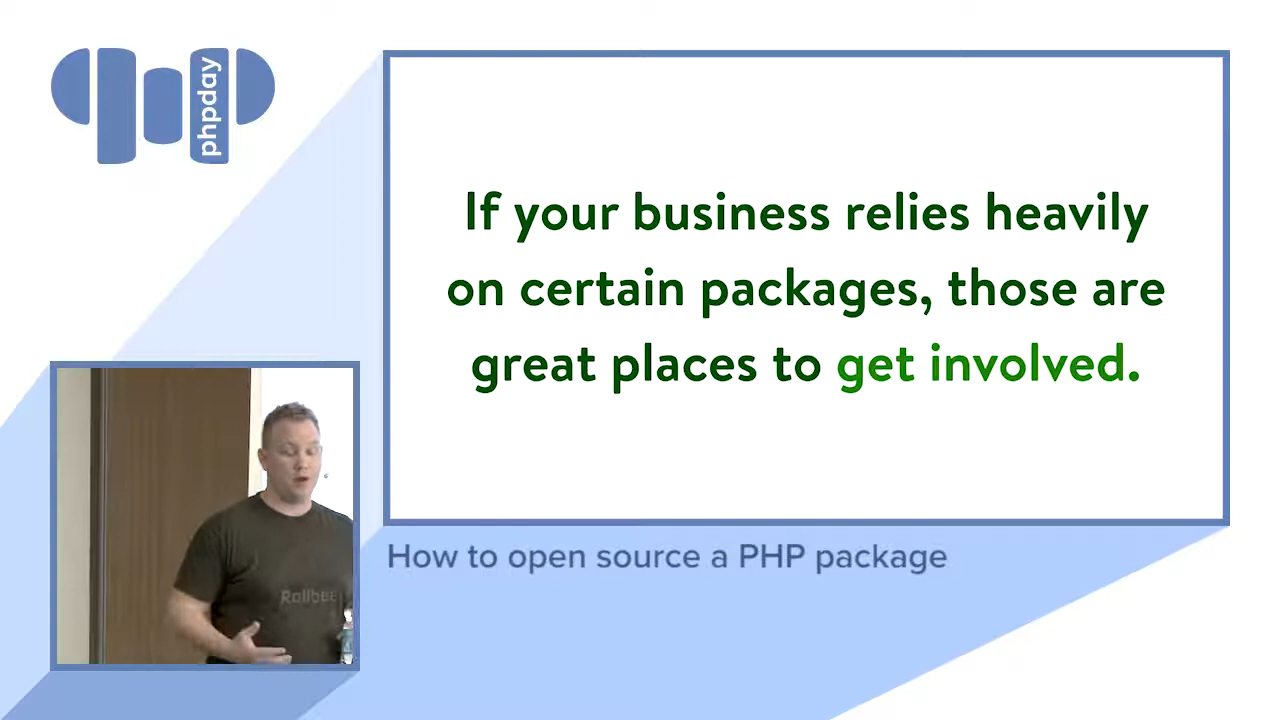 phpday
If your business relies heavily
on certain packages, those are
great places to get involved.
How to open source a PHP package